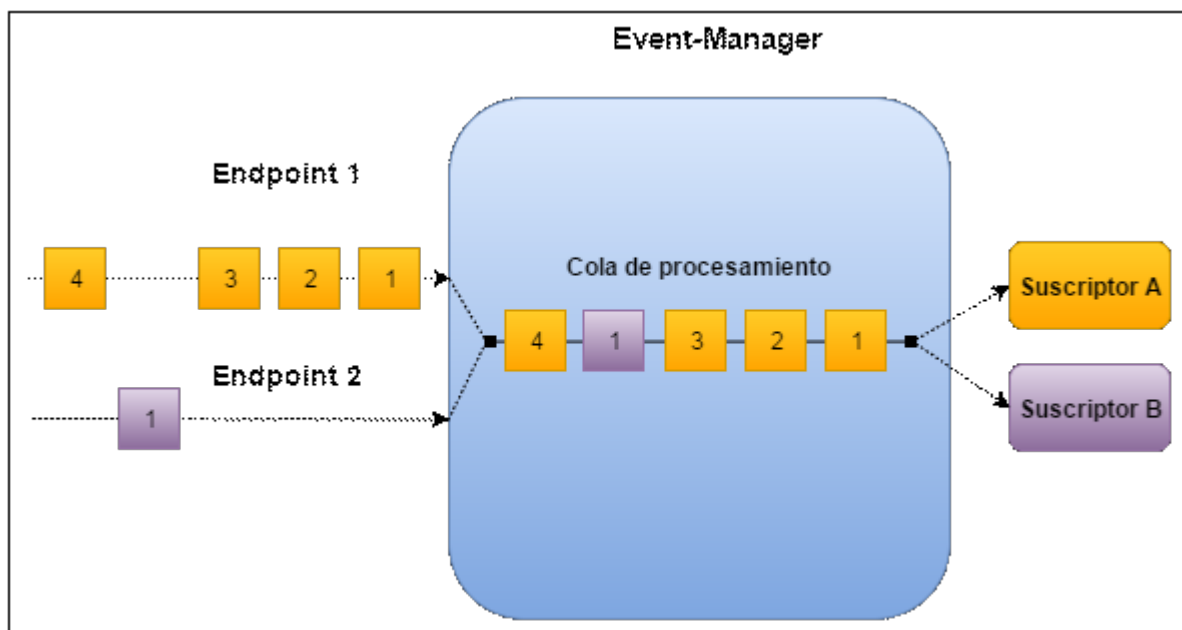 Event-Manager
Endpoint 1
4 3 2 1
Cola de procesamiento
4 1 3 2 1
Endpoint 2
1
Suscriptor A
Suscriptor B